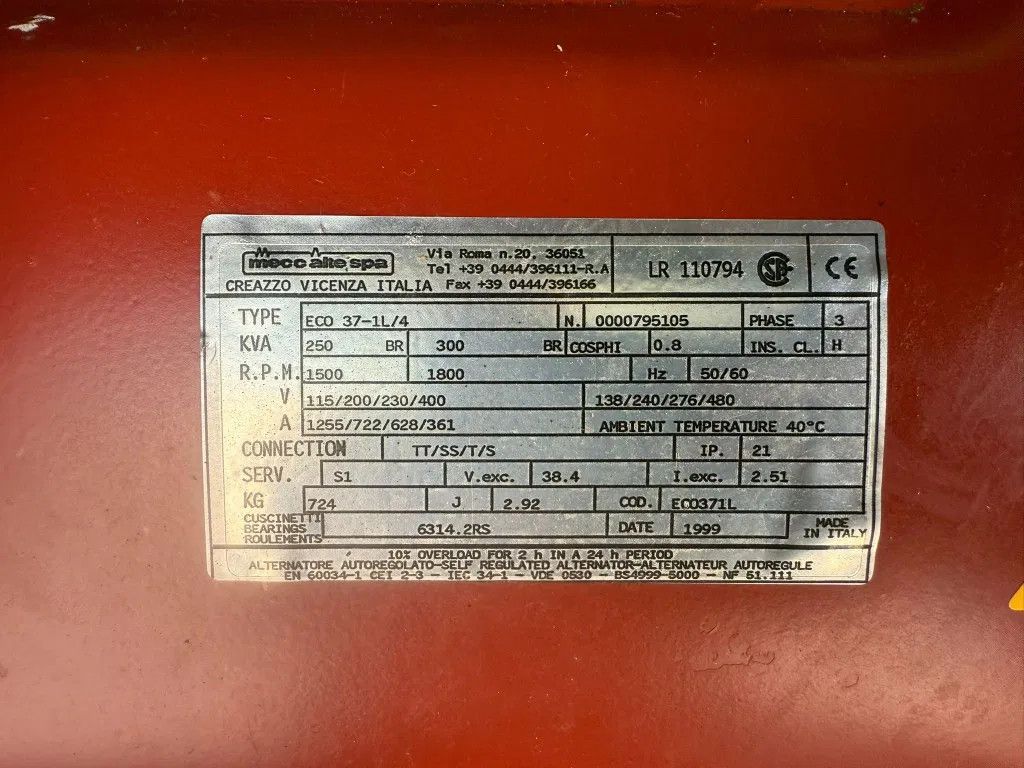 mecc alte spa Via Roma n.20, 36051
Tel +39 0444/396111-R.A
CREAZZO VICENZA ITALIA Fax +39 0444/396166
LR 110794 CE
TYPE ECO 37-1L/4 N. 0000795105 PHASE 3
KVA 250 BR 300 BR COSPHI 0.8 INS. CL. H
R.P.M. 1500 1800 Hz 50/60
V 115/200/230/400 138/240/276/480
A 1255/722/628/361 AMBIENT TEMPERATURE 40°C
CONNECTION TT/SS/T/S IP. 21
SERV. S1 V.exc. 38.4 I.exc. 2.51
KG 724 J 2.92 COD. ECO371L
CUSCINETTI
BEARINGS 6314.2RS DATE 1999
ROULEMENTS
MADE
IN ITALY
10% OVERLOAD FOR 2 h IN A 24 h PERIOD
ALTERNATORE AUTOREGOLATO-SELF REGULATED ALTERNATOR-ALTERNATEUR AUTOREGULE
EN 60034-1 CEI 2-3 - IEC 34-1 - VDE 0530 - BS4999-5000 - NF 51.111